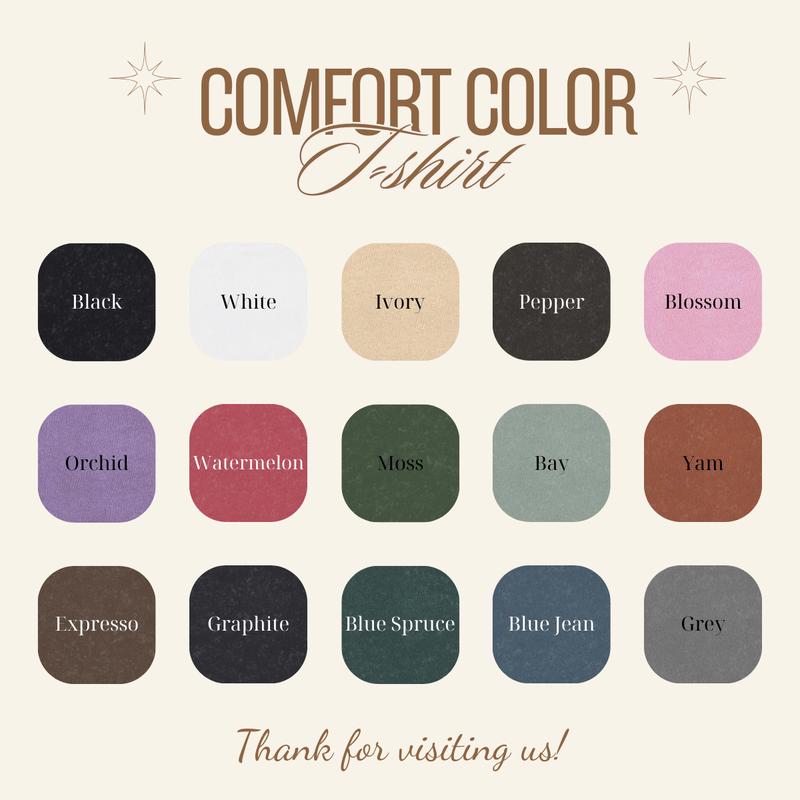 COMFORT COLOR
T-shirt
Black White Ivory Pepper Blossom
Orchid Watermelon Moss Bay Yam
Expresso Graphite Blue Spruce Blue Jean Grey
Thank for visiting us!